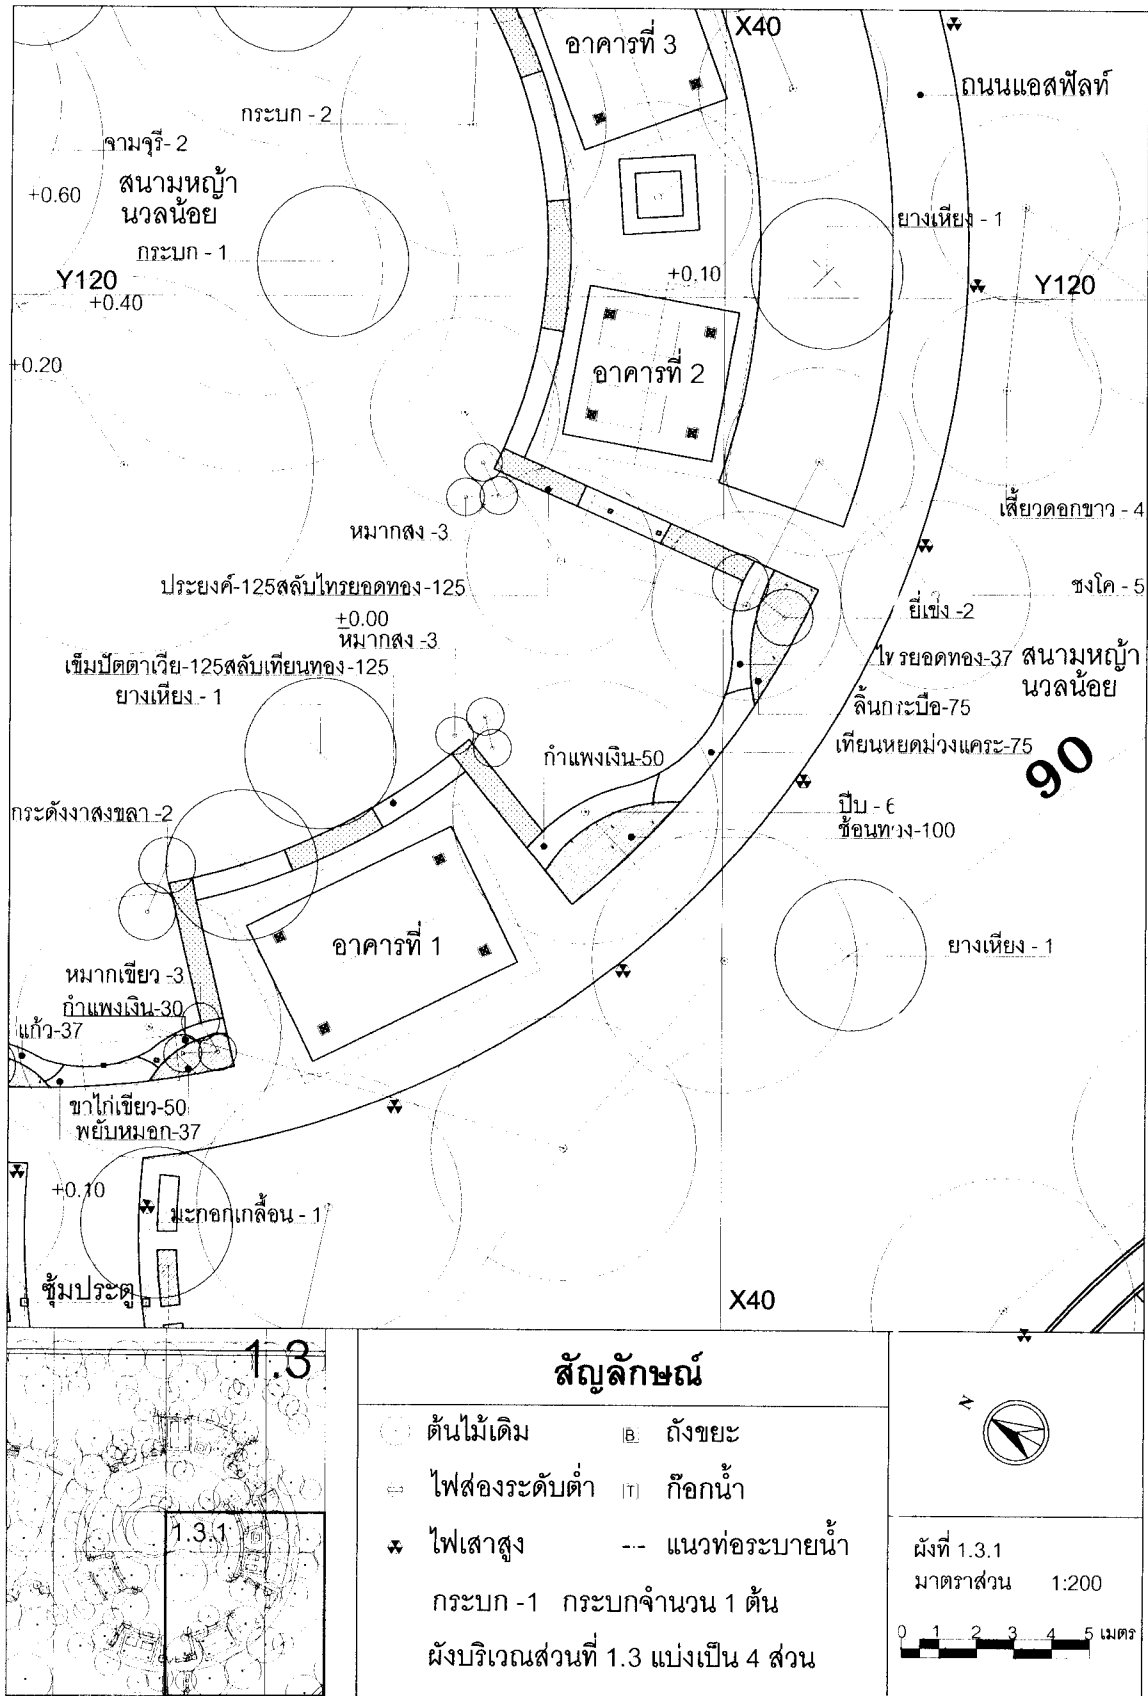 อาคารที่ 3
X40
ถนนแอสฟัลท์
กระบก - 2
จามจุรี- 2
+0.60
สนามหญ้า
นวลน้อย
กระบก - 1
Y120
+0.40
ยางเหียง - 1
+0.10
Y120
+0.20
อาคารที่ 2
เสี้ยวดอกขาว - 4
หมากสง -3
ชงโค - 5
ประยงค์-125สลับไทรยอดทอง-125
ยี่เข่ง -2
±0.00
หมากสง -3
เข็มปัตตาเวีย-125สลับเทียนทอง-125
ไทรยอดทอง-37
สนามหญ้า
นวลน้อย
ยางเหียง - 1
ลิ้นกระบือ-75
กำแพงเงิน-50
เทียนหยดม่วงแคระ-75
90
กระดังงาสงขลา -2
ปีบ - 6
ซ้อนทอง-100
อาคารที่ 1
ยางเหียง - 1
หมากเขียว -3
กำแพงเงิน-30
แก้ว-37
ขาไก่เขียว-50
พยับหมอก-37
+0.10
มะกอกเกลื้อน - 1
ซุ้มประตู
X40
1.3
1.3.1
สัญลักษณ์
ต้นไม้เดิม
B ถังขยะ
ไฟส่องระดับต่ำ
T ก๊อกน้ำ
ไฟเสาสูง
แนวท่อระบายน้ำ
กระบก -1 กระบกจำนวน 1 ต้น
ผังบริเวณส่วนที่ 1.3 แบ่งเป็น 4 ส่วน
N
ผังที่ 1.3.1
มาตราส่วน 1:200
0 1 2 3 4 5 เมตร